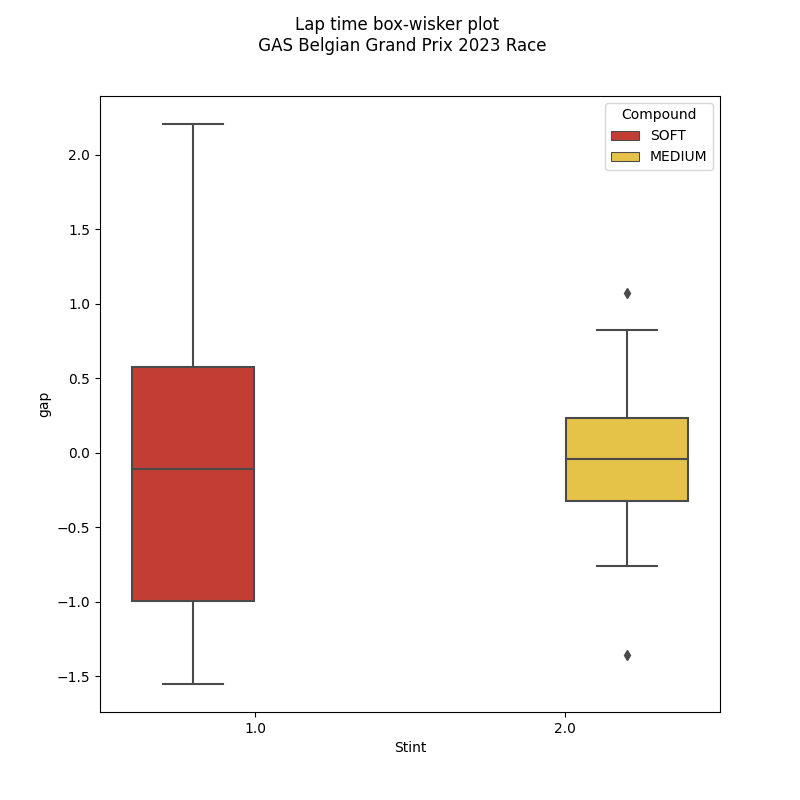 Lap time box-wisker plot
GAS Belgian Grand Prix 2023 Race
Compound
SOFT
MEDIUM
2.0
1.5
1.0
0.5
0.0
−0.5
−1.0
−1.5
gap
1.0
2.0
Stint